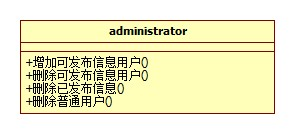 administrator
+增加可发布信息用户()
+删除可发布信息用户()
+删除已发布信息()
+删除普通用户()